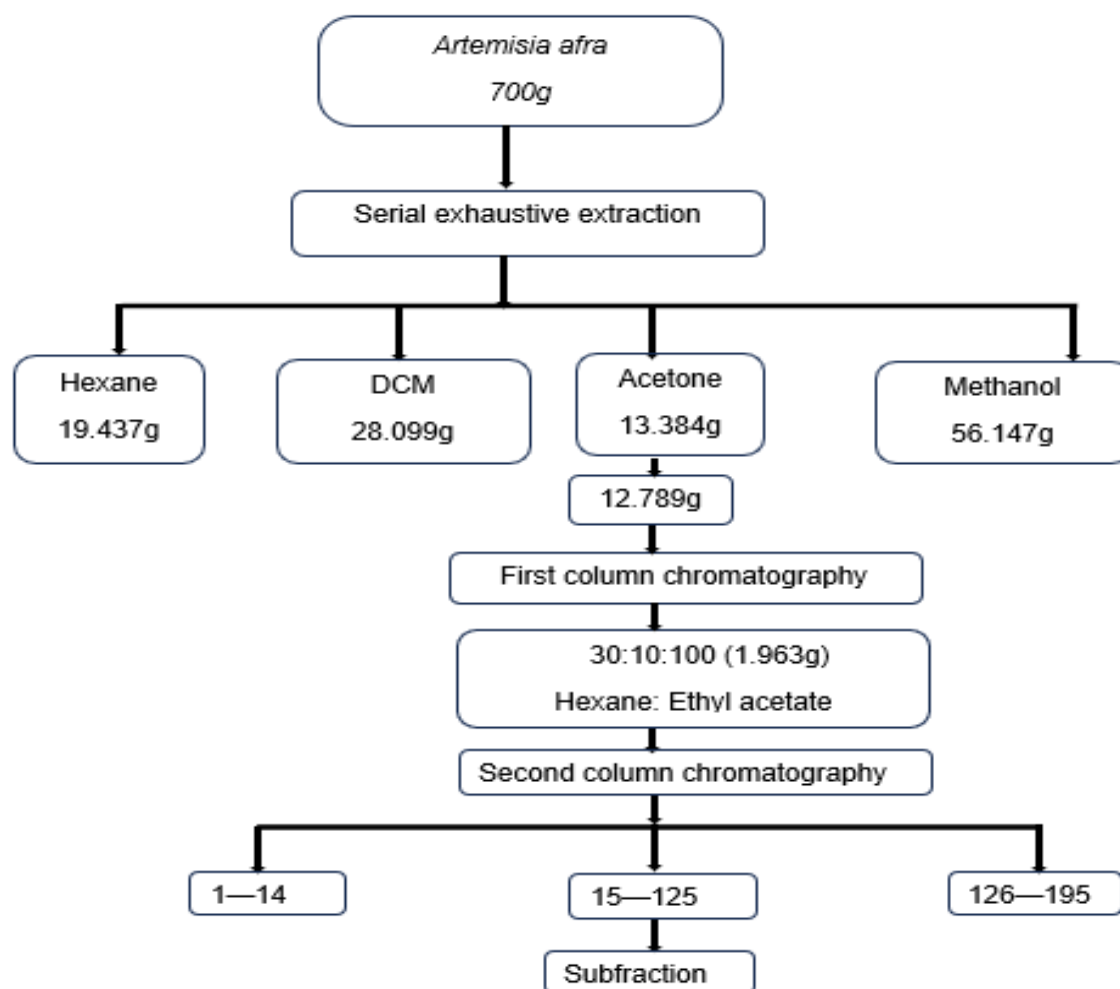 Artemisia afra
700g
Serial exhaustive extraction
Hexane
19.437g
DCM
28.099g
Acetone
13.384g
Methanol
56.147g
12.789g
First column chromatography
30:10:100 (1.963g)
Hexane: Ethyl acetate
Second column chromatography
1—14
15—125
126—195
Subfraction